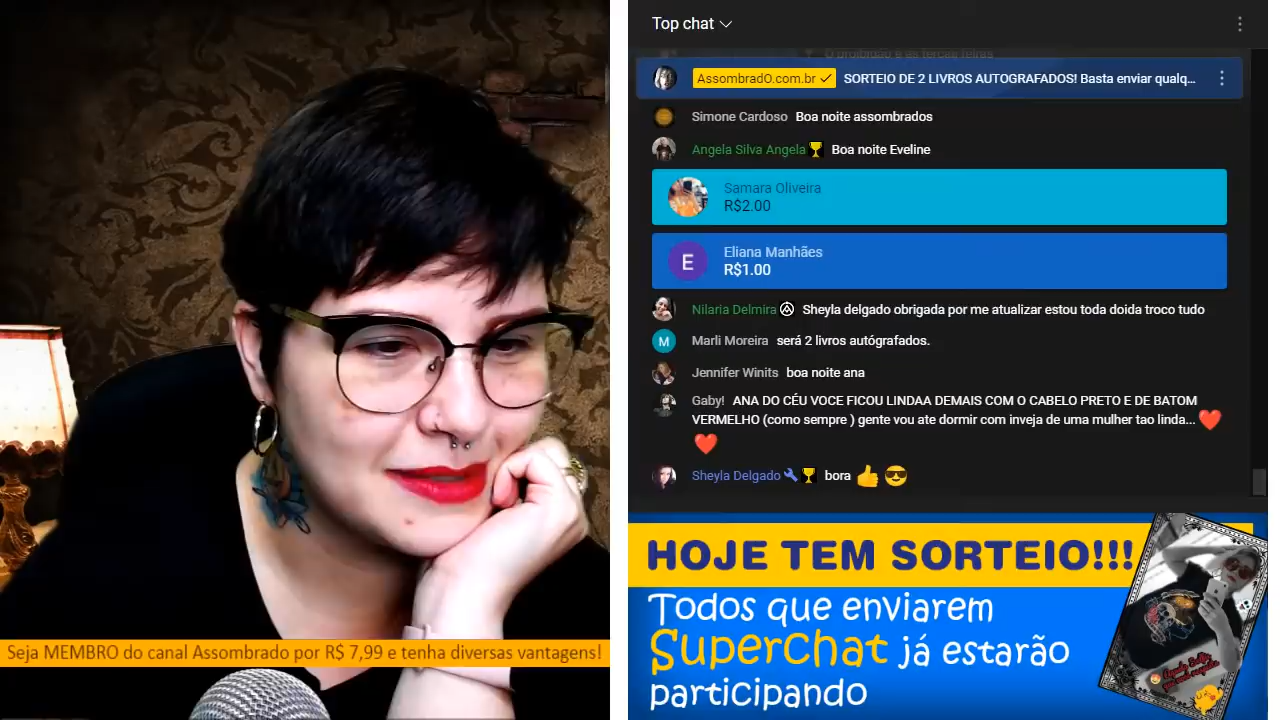 Top chat
AssombradO.com.br SORTEIO DE 2 LIVROS AUTOGRAFADOS! Basta enviar qualq...
Simone Cardoso Boa noite assombrados
Angela Silva Angela Boa noite Eveline
Samara Oliveira
R$2.00
E
Eliana Manhães
R$1.00
Nilaria Delmira Sheyla delgado obrigada por me atualizar estou toda doida troco tudo
M Marli Moreira será 2 livros autógrafados.
Jennifer Winits boa noite ana
Gaby! ANA DO CÉU VOCE FICOU LINDAA DEMAIS COM O CABELO PRETO E DE BATOM
VERMELHO (como sempre ) gente vou ate dormir com inveja de uma mulher tao linda... ❤️
❤️
Sheyla Delgado bora 👍 😎
HOJE TEM SORTEIO!!!
Todos que enviarem
Superchat já estarão
participando
Seja MEMBRO do canal Assombrado por R$ 7,99 e tenha diversas vantagens!